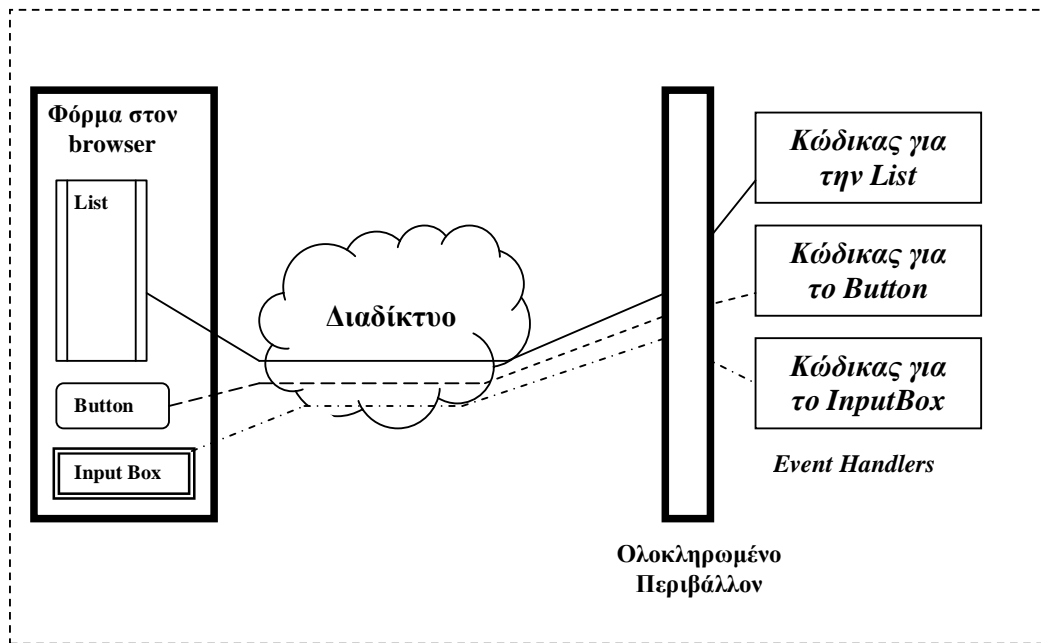 Φόρμα στον
browser
List
Button
Input Box
Διαδίκτυο
Ολοκληρωμένο
Περιβάλλον
Κώδικας για
την List
Κώδικας για
το Button
Κώδικας για
το InputBox
Event Handlers